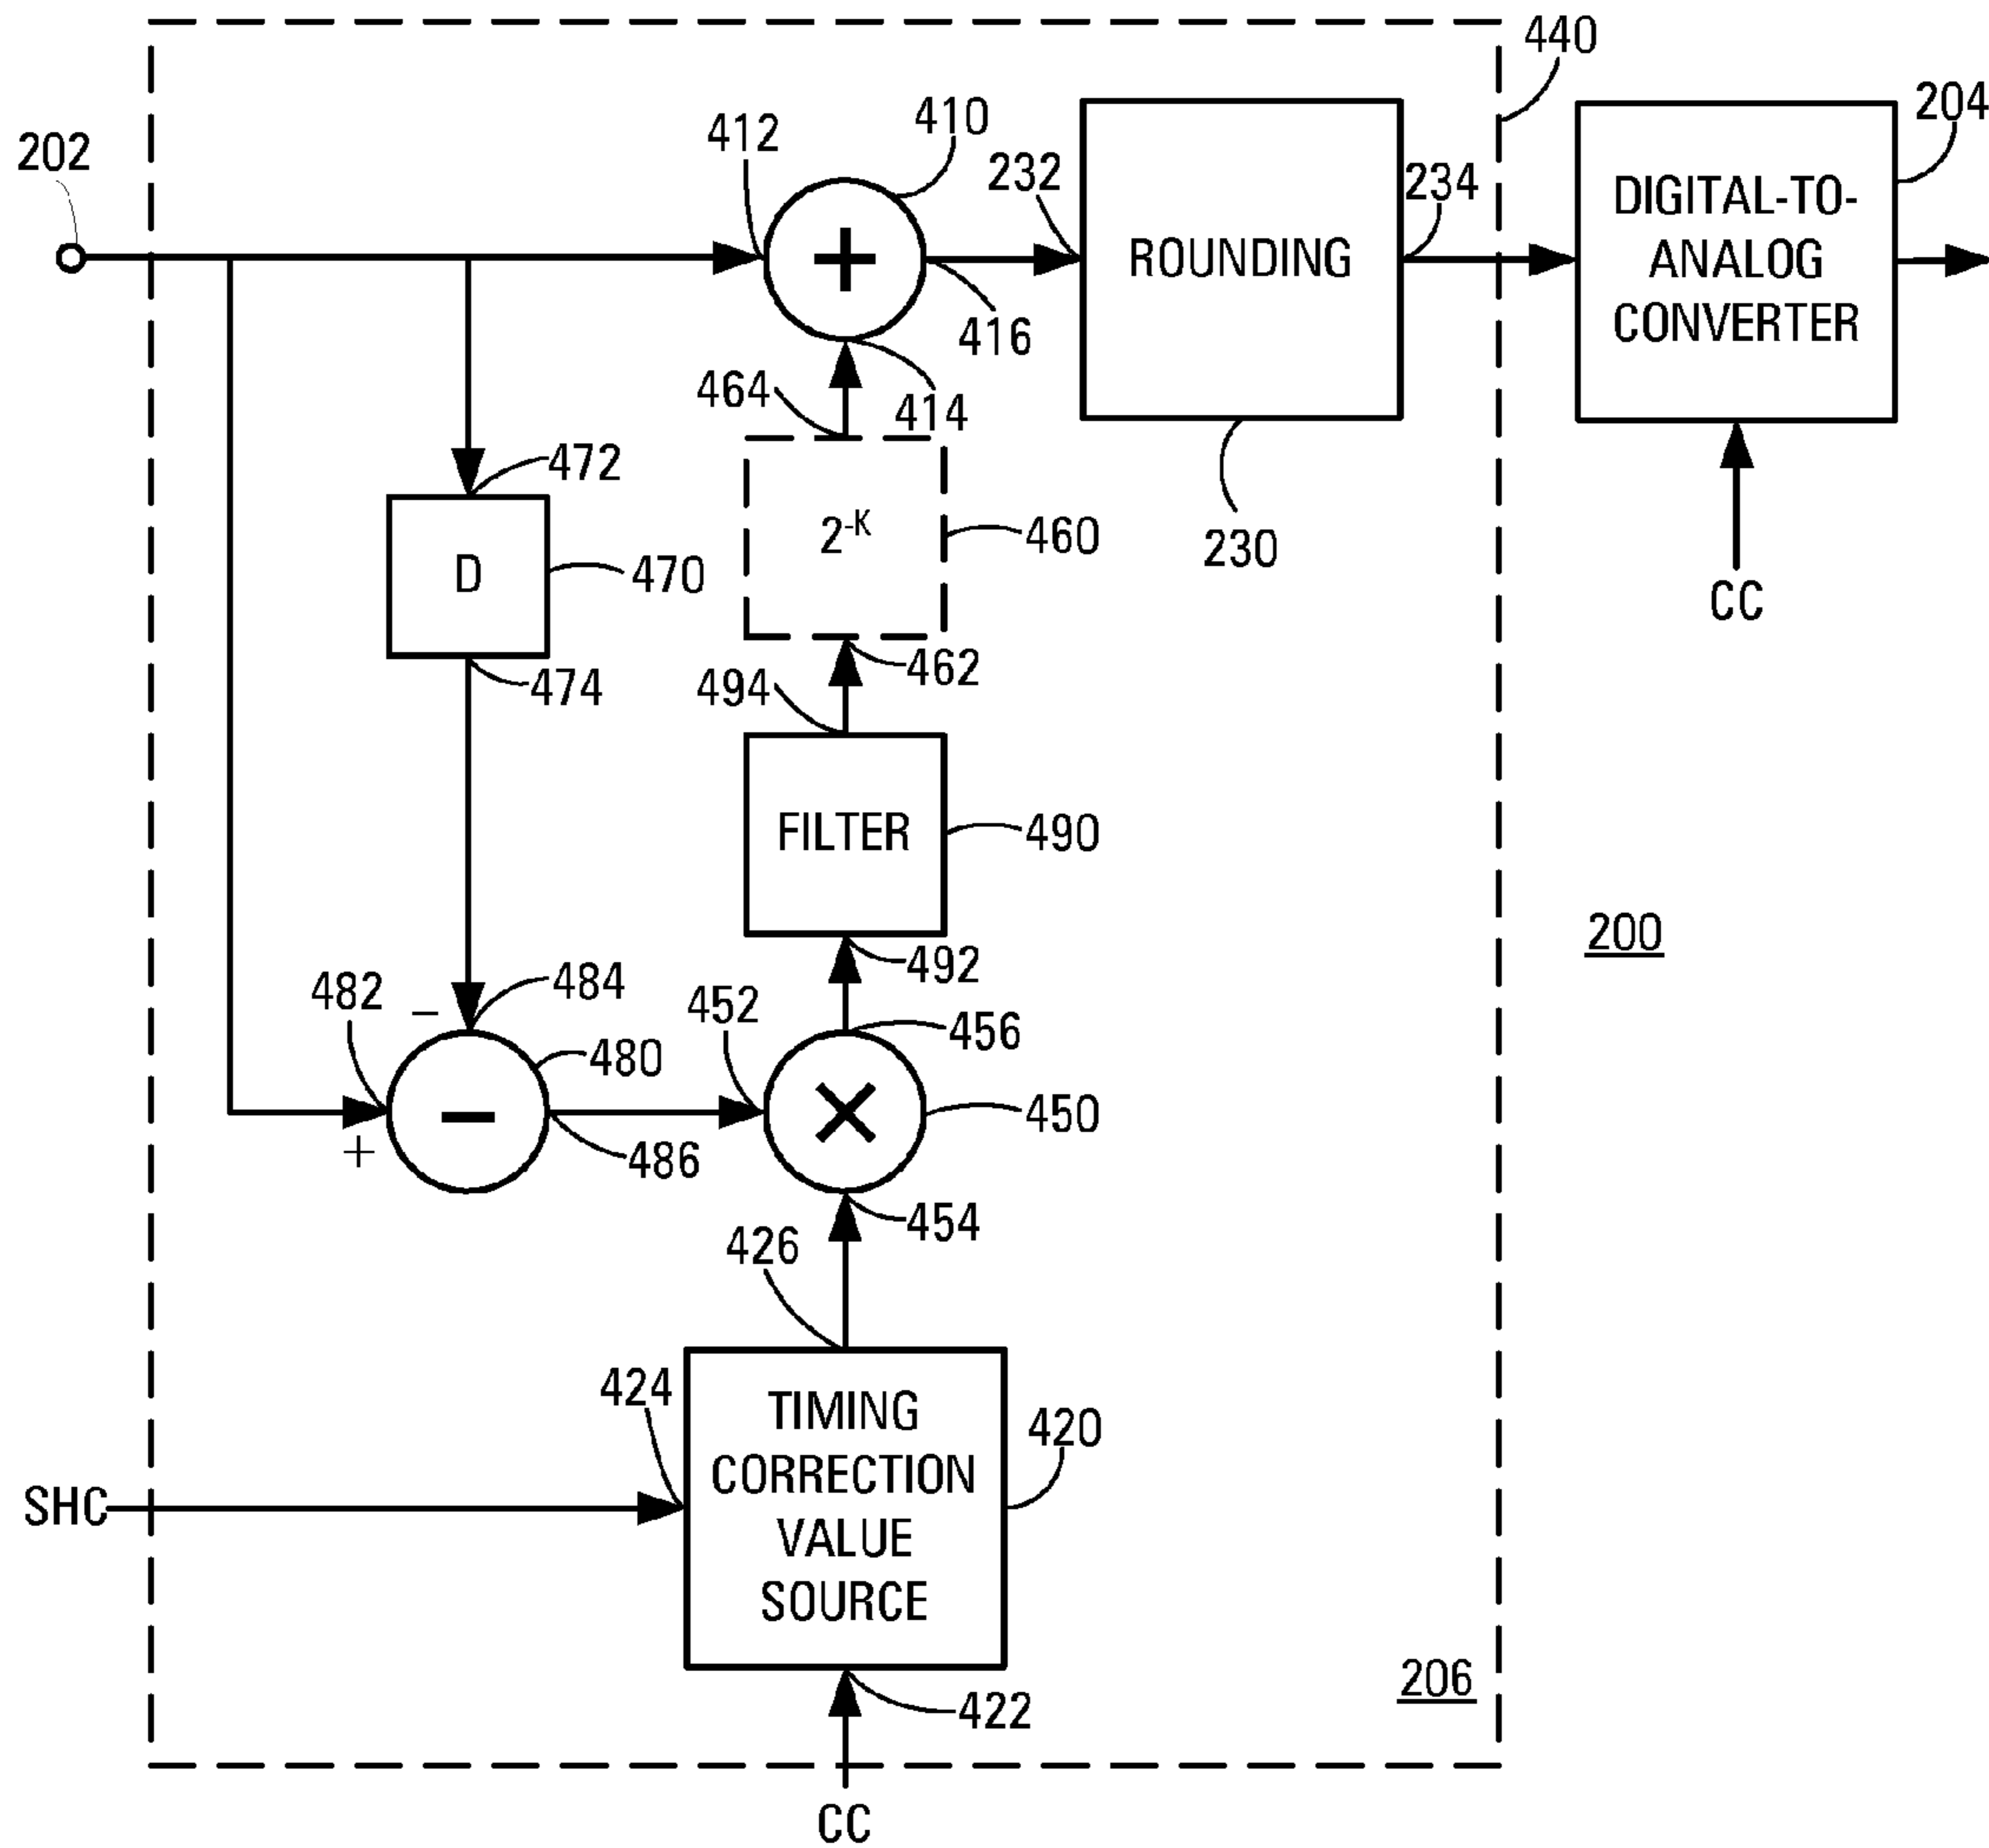 440
204
410
412
202
232
234
+
ROUNDING
DIGITAL-TO-
ANALOG
CONVERTER
416
464
414
472
2-K
460
230
CC
D
470
462
474
494
FILTER
490
200
492
482
–
484
452
456
480
–
×
450
+
486
454
426
424
TIMING
CORRECTION
VALUE
SOURCE
420
SHC
206
422
CC